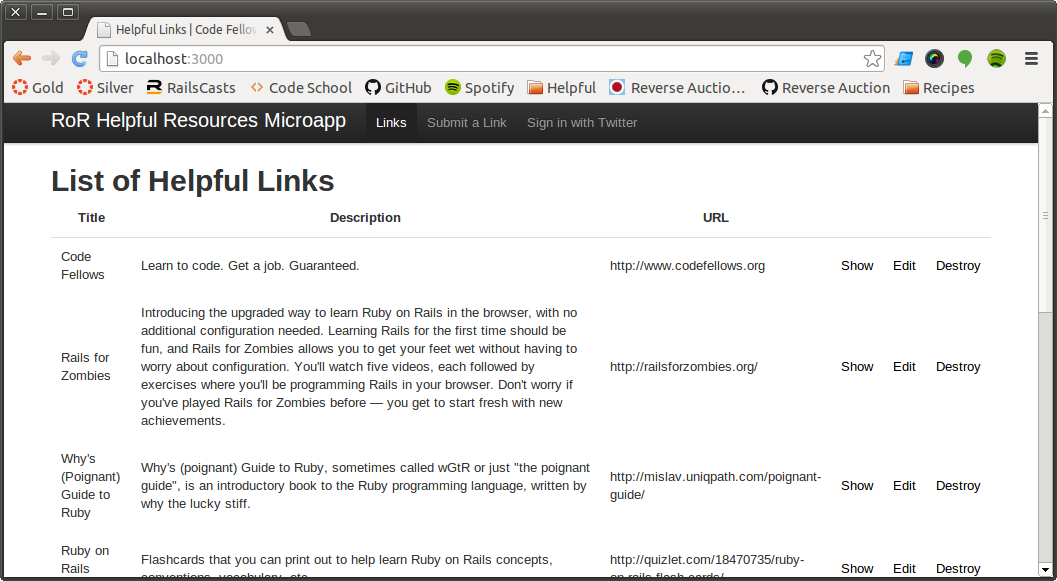 Helpful Links | Code Fello
localhost:3000
Gold Silver RailsCasts Code School GitHub Spotify Helpful Reverse Auctio... Reverse Auction Recipes
RoR Helpful Resources Microapp Links Submit a Link Sign in with Twitter
List of Helpful Links
Title Description URL
Code
Fellows
Learn to code. Get a job. Guaranteed.
http://www.codefellows.org
Show Edit Destroy
Rails for
Zombies
Introducing the upgraded way to learn Ruby on Rails in the browser, with no
additional configuration needed. Learning Rails for the first time should be
fun, and Rails for Zombies allows you to get your feet wet without having to
worry about configuration. You'll watch five videos, each followed by
exercises where you'll be programming Rails in your browser. Don't worry if
you've played Rails for Zombies before — you get to start fresh with new
achievements.
http://railsforzombies.org/
Show Edit Destroy
Why's
(Poignant)
Guide to
Ruby
Why's (poignant) Guide to Ruby, sometimes called wGtR or just "the poignant
guide", is an introductory book to the Ruby programming language, written by
why the lucky stiff.
http://mislav.uniqpath.com/poignant-
guide/
Show Edit Destroy
Ruby on
Rails
Flashcards that you can print out to help learn Ruby on Rails concepts,
conventions, vocabulary, etc.
http://quizlet.com/18470735/ruby-
on-rails-flash-cards/
Show Edit Destroy